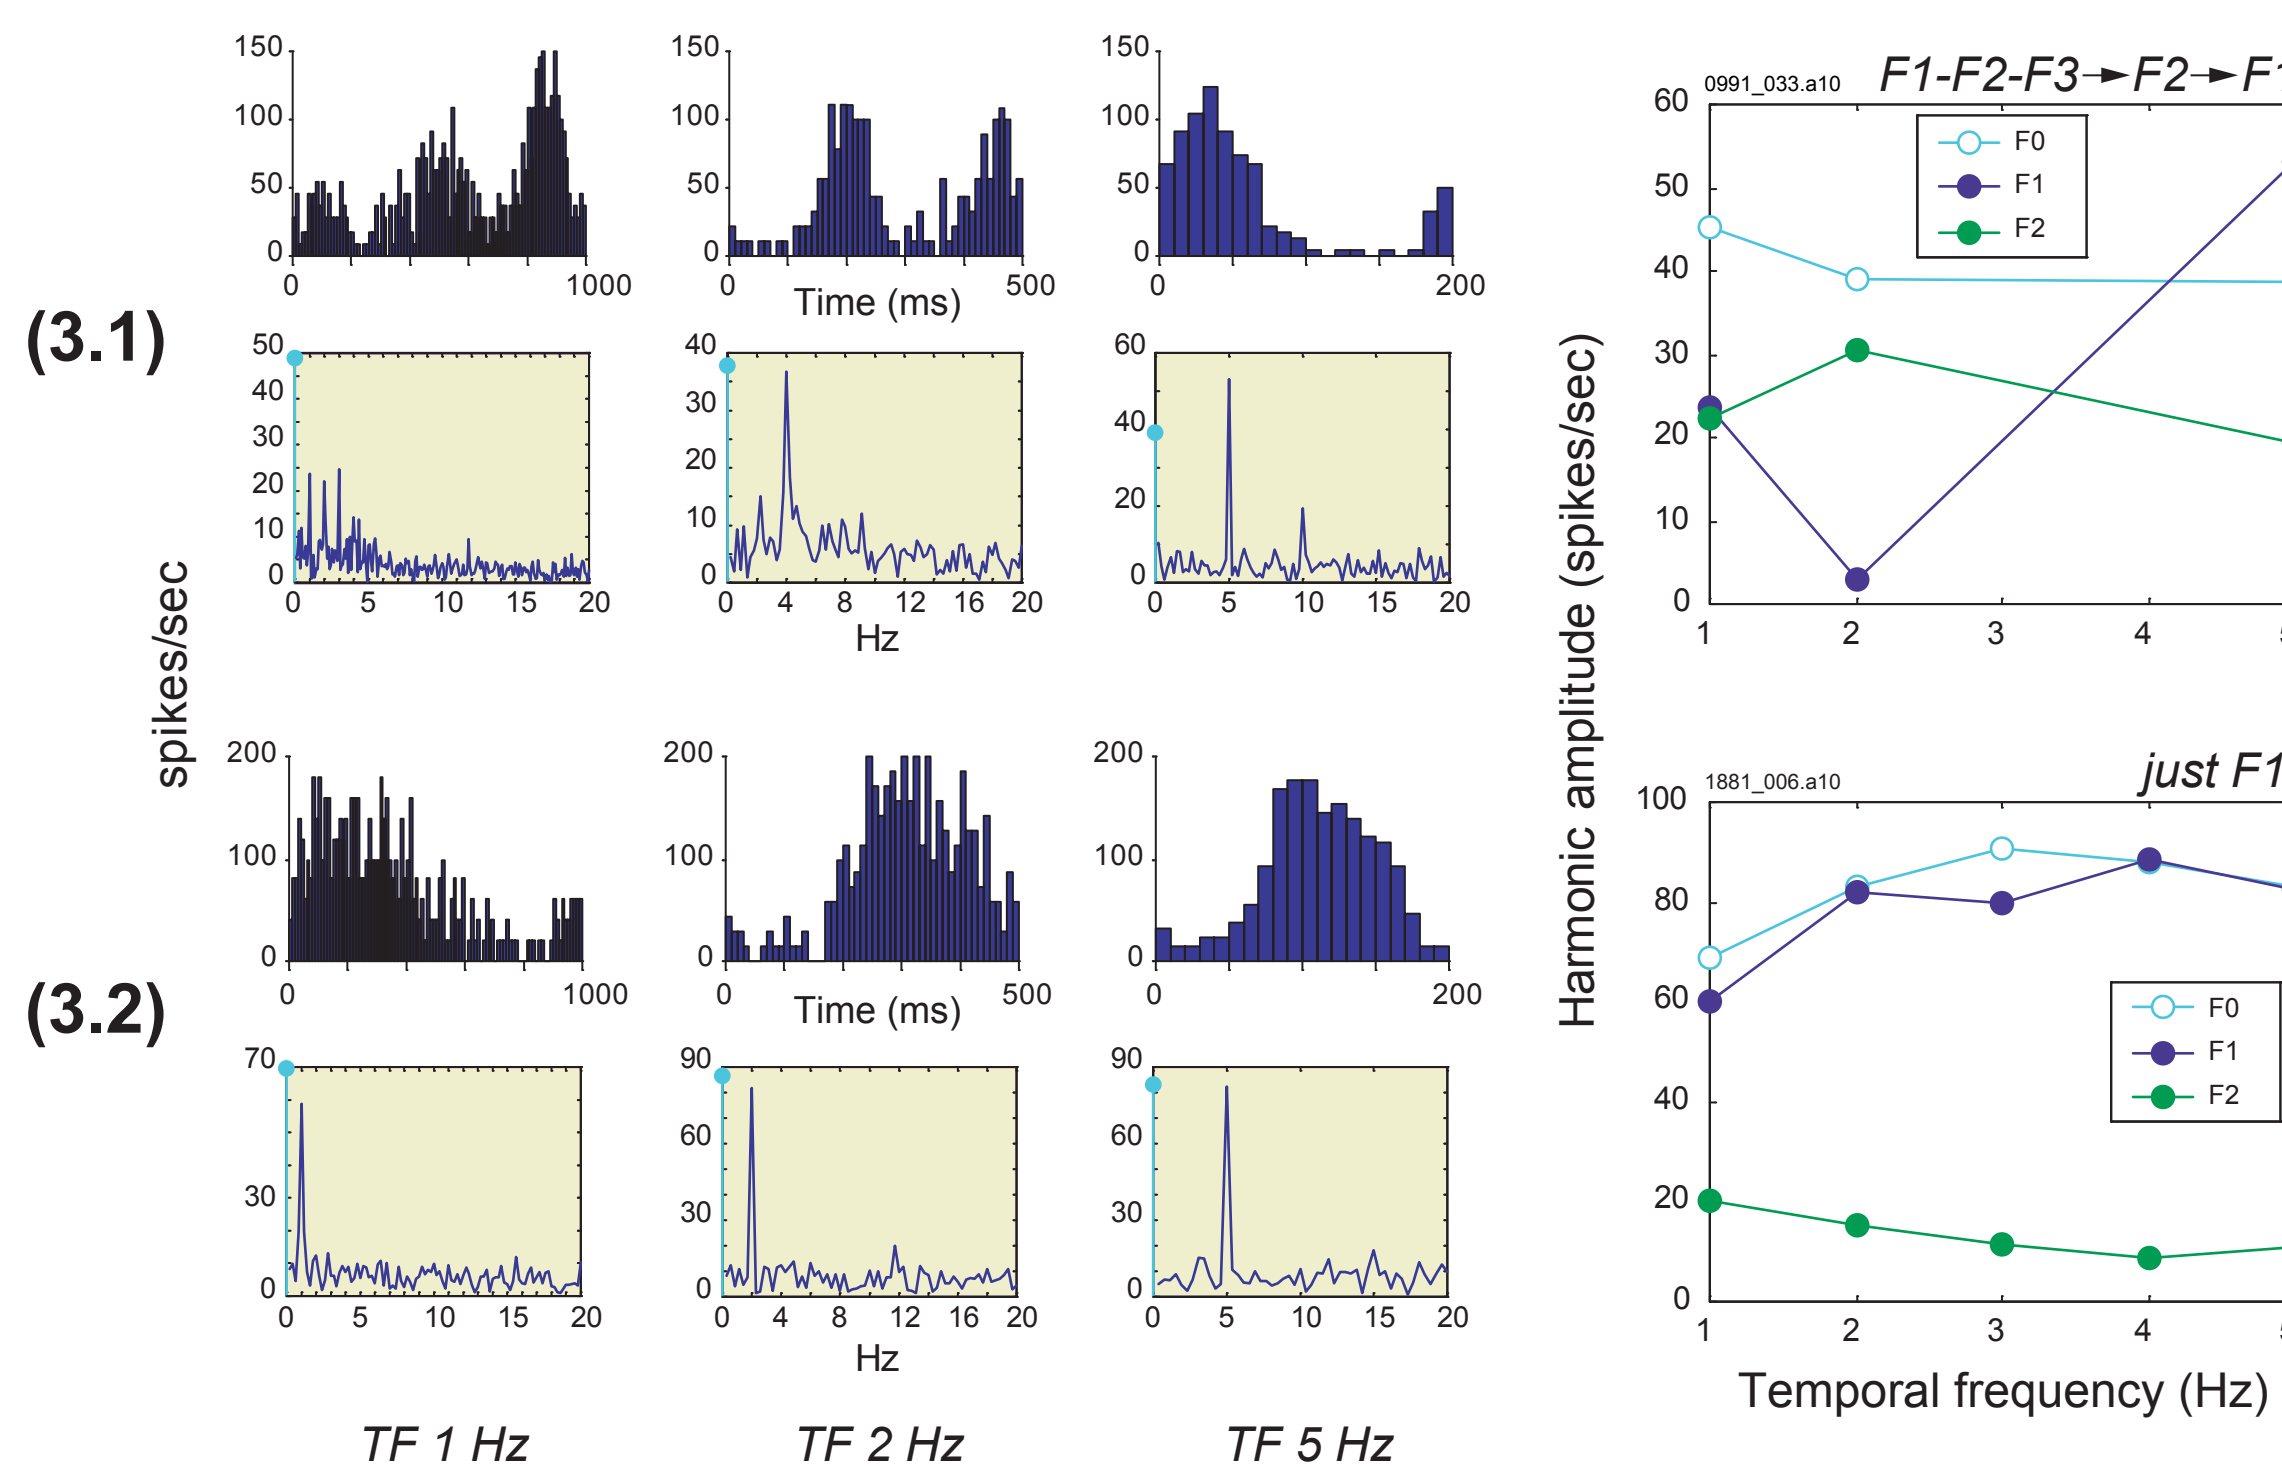 (3.1)
spikes/sec
150
100
50
0
0
1000
150
100
50
0
0
Time (ms)
500
150
100
50
0
0
200
50
40
30
20
10
0
0 5 10 15 20
40
30
20
10
0
0 4 8 12 16 20
Hz
60
40
20
0
0 5 10 15 20
Harmonic amplitude (spikes/sec)
0991_033.a10
F1-F2-F3→F2→F1
60
50
40
30
20
10
0
F0
F1
F2
1 2 3 4 5
(3.2)
200
100
0
0
1000
200
100
0
0
Time (ms)
500
200
100
0
0
200
70
30
0
0 5 10 15 20
90
60
30
0
0 4 8 12 16 20
Hz
90
60
30
0
0 5 10 15 20
1881_006.a10
just F1
100
80
60
40
20
0
F0
F1
F2
1 2 3 4 5
Temporal frequency (Hz)
TF 1 Hz
TF 2 Hz
TF 5 Hz